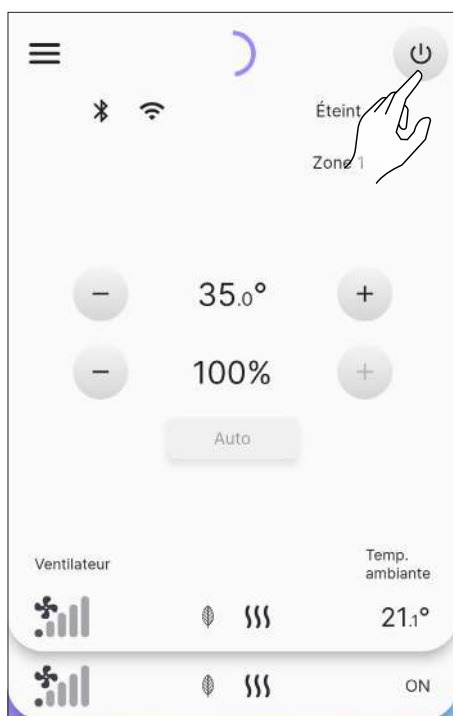 Éteint
Zone 1
35.0°
100%
Auto
Ventilateur
Temp.
ambiante
21.1°
ON